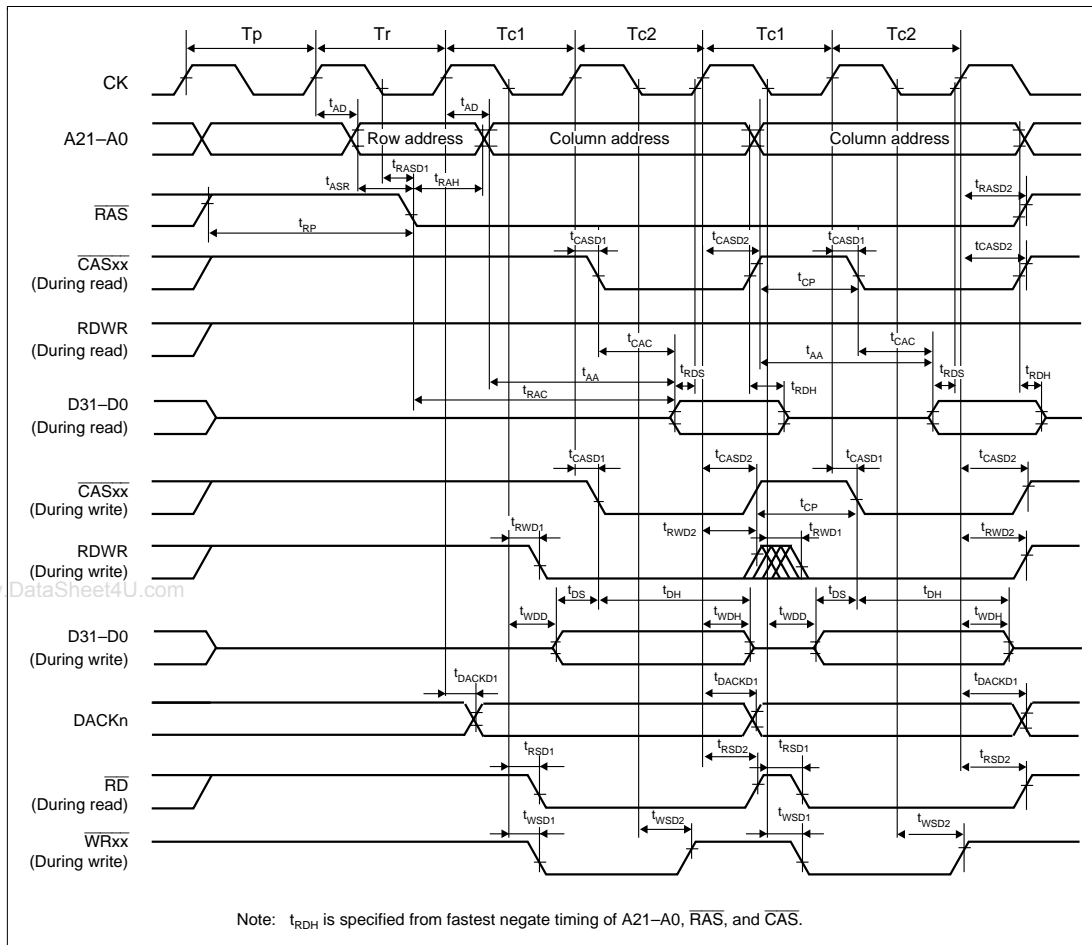 Tp Tr Tc1 Tc2 Tc1 Tc2
CK
tAD tAD
A21–A0 Row address Column address Column address
tRASD1
tASR tRAH tRASD2
RAS
tRP
tCASD1 tCASD2 tCASD1 tCASD2
CASxx
(During read)
tCP
RDWR
(During read)
tCAC tCAC
tAA tAA
tRDS tRDH tRDS tRDH
tRAC
D31–D0
(During read)
tCASD1 tCASD2 tCASD1 tCASD2
CASxx
(During write)
tCP
tRWD1 tRWD2 tRWD1 tRWD2
RDWR
(During write)
.DataSheet4U.com
tDS tDH tDS tDH
tWDD tWDH tWDD tWDH
D31–D0
(During write)
tDACKD1 tDACKD1 tDACKD1
DACKn
tRSD1 tRSD2 tRSD1 tRSD2
RD
(During read)
tWSD1 tWSD2 tWSD1 tWSD2
WRxx
(During write)
Note: tRDH is specified from fastest negate timing of A21–A0, RAS, and CAS.